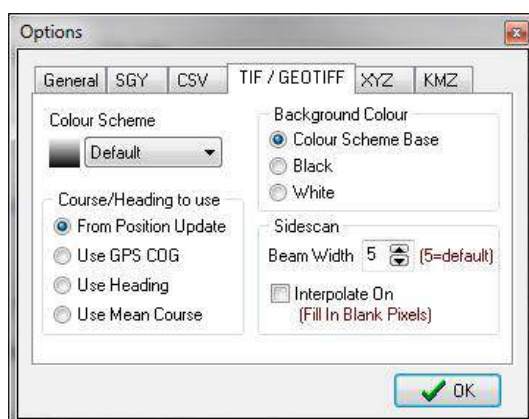 Options
General
SGY
CSV
TIF / GEOTIFF
XYZ
KMZ
Colour Scheme
Default
Course/Heading to use
From Position Update
Use GPS COG
Use Heading
Use Mean Course
Background Colour
Colour Scheme Base
Black
White
Sidescan
Beam Width 5 (5=default)
Interpolate On
(Fill In Blank Pixels)
OK